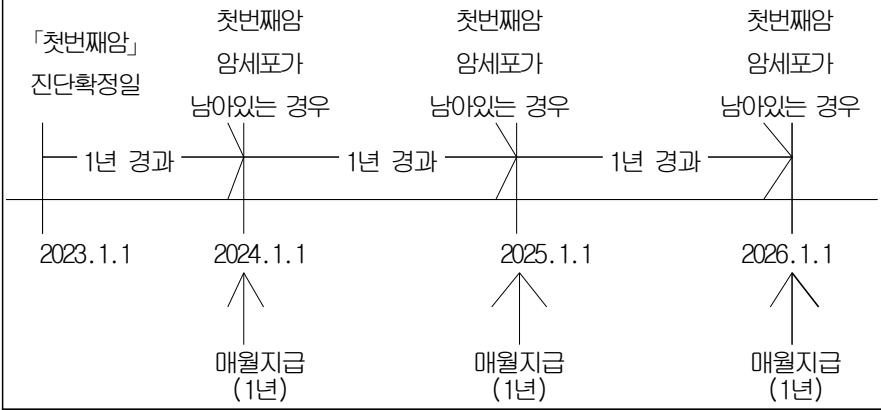 「첫번째암」
진단확정일
첫번째암
암세포가
남아있는 경우
첫번째암
암세포가
남아있는 경우
첫번째암
암세포가
남아있는 경우
1년 경과
1년 경과
1년 경과
2023.1.1
2024.1.1
2025.1.1
2026.1.1
매월지급
(1년)
매월지급
(1년)
매월지급
(1년)